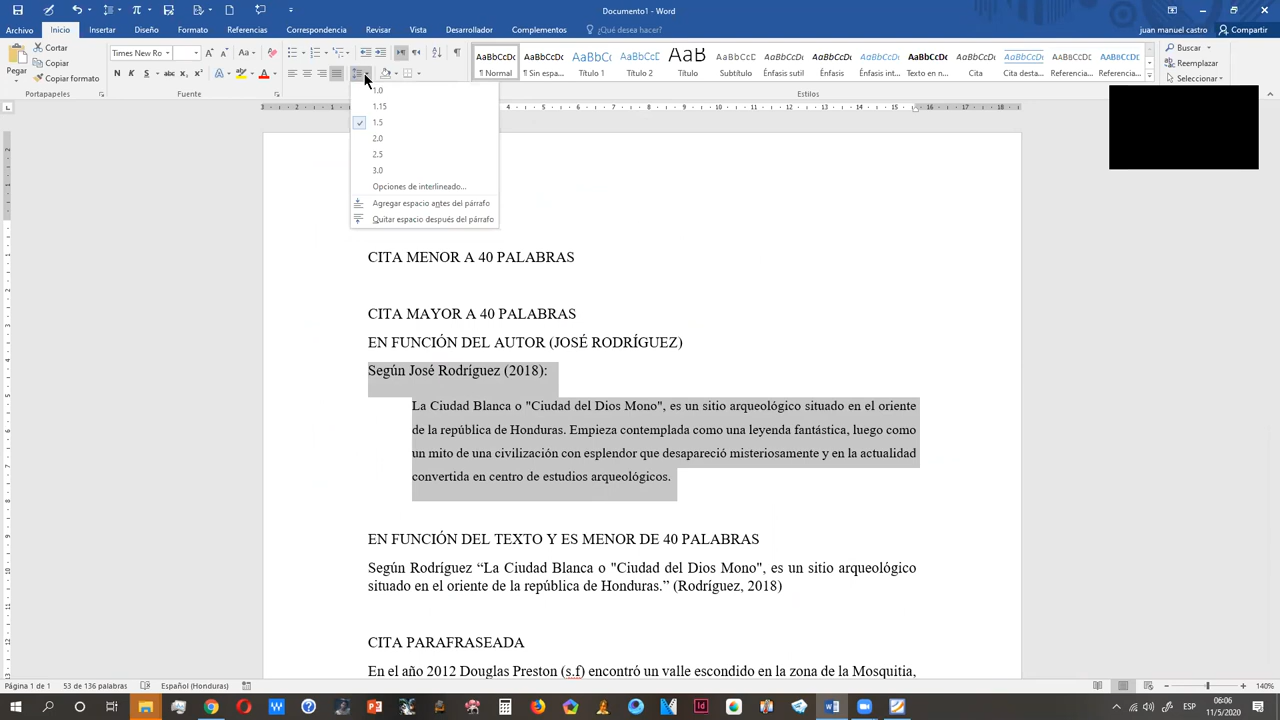 Documento1 - Word
Archivo Inicio Insertar Diseño Formato Referencias Correspondencia Revisar Vista Desarrollador Complementos ¿Qué desea hacer? juan manuel castro Compartir
Pegar Cortar Copiar Copiar formato
Times New Ro
N K S
AaBbCcDc AaBbCcDc AaBbCc AaBbCcD AaB AaBbCcD AaBbCcDc AaBbCcDc AaBbCcDc AaBbCcDc AaBbCcDc AaBbCcDc AaBbCcDc
¶ Normal ¶ Sin espa... Título 1 Título 2 Título Subtítulo Énfasis sutil Énfasis Énfasis int... Texto en n... Cita Cita desta... Referencia... Referencia...
Buscar
Reemplazar
Seleccionar
Portapapeles Estilos Edición
1.0
1.15
1.5
2.0
2.5
3.0
Opciones de interlineado...
Agregar espacio antes del párrafo
Quitar espacio después del párrafo
CITA MENOR A 40 PALABRAS
CITA MAYOR A 40 PALABRAS
EN FUNCIÓN DEL AUTOR (JOSÉ RODRÍGUEZ)
Según José Rodríguez (2018):
La Ciudad Blanca o "Ciudad del Dios Mono", es un sitio arqueológico situado en el oriente
de la república de Honduras. Empieza contemplada como una leyenda fantástica, luego como
un mito de una civilización con esplendor que desapareció misteriosamente y en la actualidad
convertida en centro de estudios arqueológicos.
EN FUNCIÓN DEL TEXTO Y ES MENOR DE 40 PALABRAS
Según Rodríguez “La Ciudad Blanca o "Ciudad del Dios Mono", es un sitio arqueológico
situado en el oriente de la república de Honduras.” (Rodríguez, 2018)
CITA PARAFRASEADA
En el año 2012 Douglas Preston (s.f) encontró un valle escondido en la zona de la Mosquitia,
Página 1 de 1 53 de 136 palabras Español (Honduras) 140%
ESP 06:06
11/5/2020